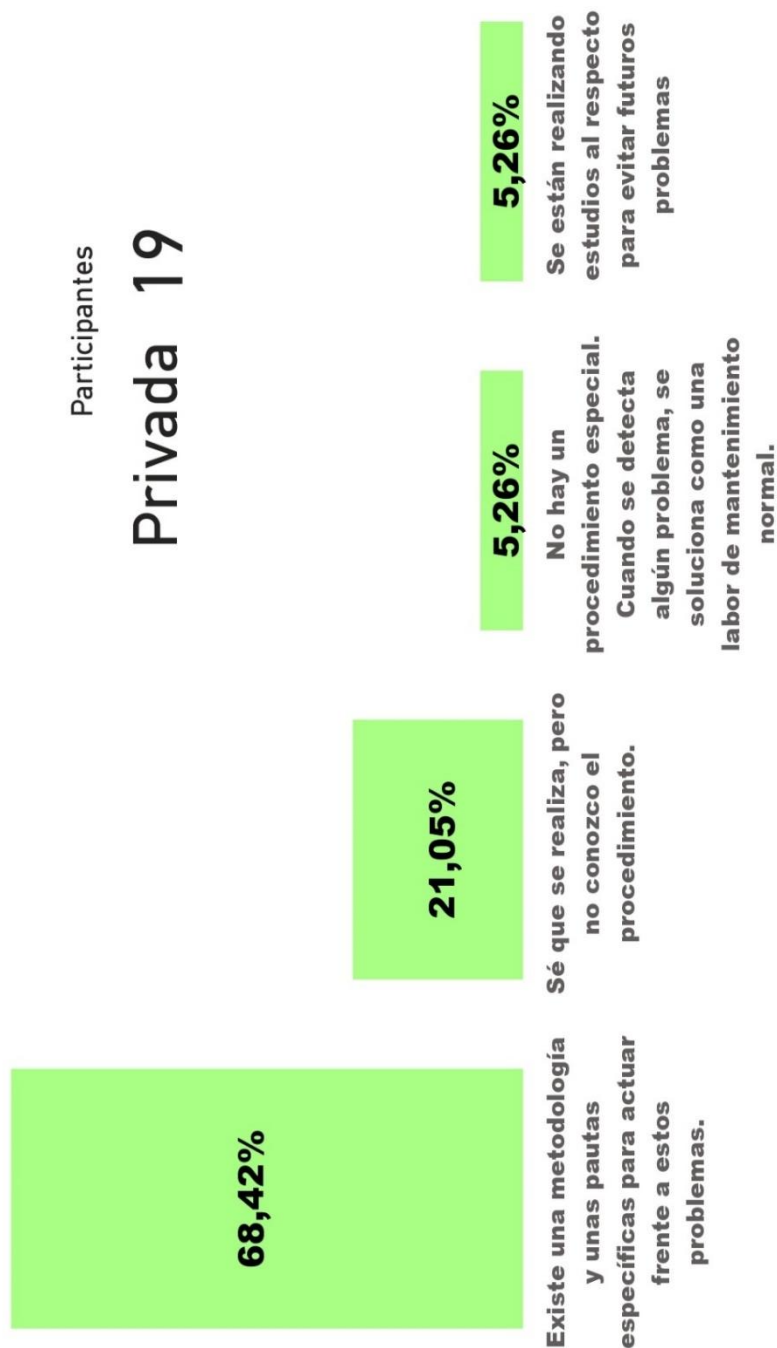 Participantes
Privada 19
68,42%
21,05%
5,26%
5,26%
Existe una metodología
y unas pautas
específicas para actuar
frente a estos
problemas.
Sé que se realiza, pero
no conozco el
procedimiento.
No hay un
procedimiento especial.
Cuando se detecta
algún problema, se
soluciona como una
labor de mantenimiento
normal.
Se están realizando
estudios al respecto
para evitar futuros
problemas